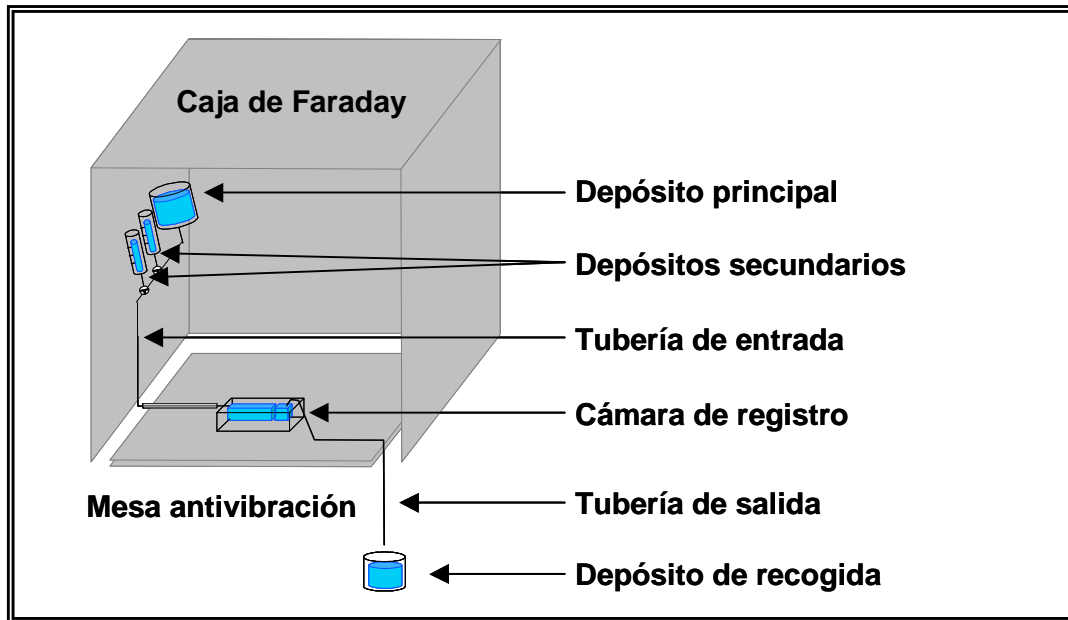 Caja de Faraday
Depósito principal
Depósitos secundarios
Tubería de entrada
Cámara de registro
Mesa antivibración
Tubería de salida
Depósito de recogida